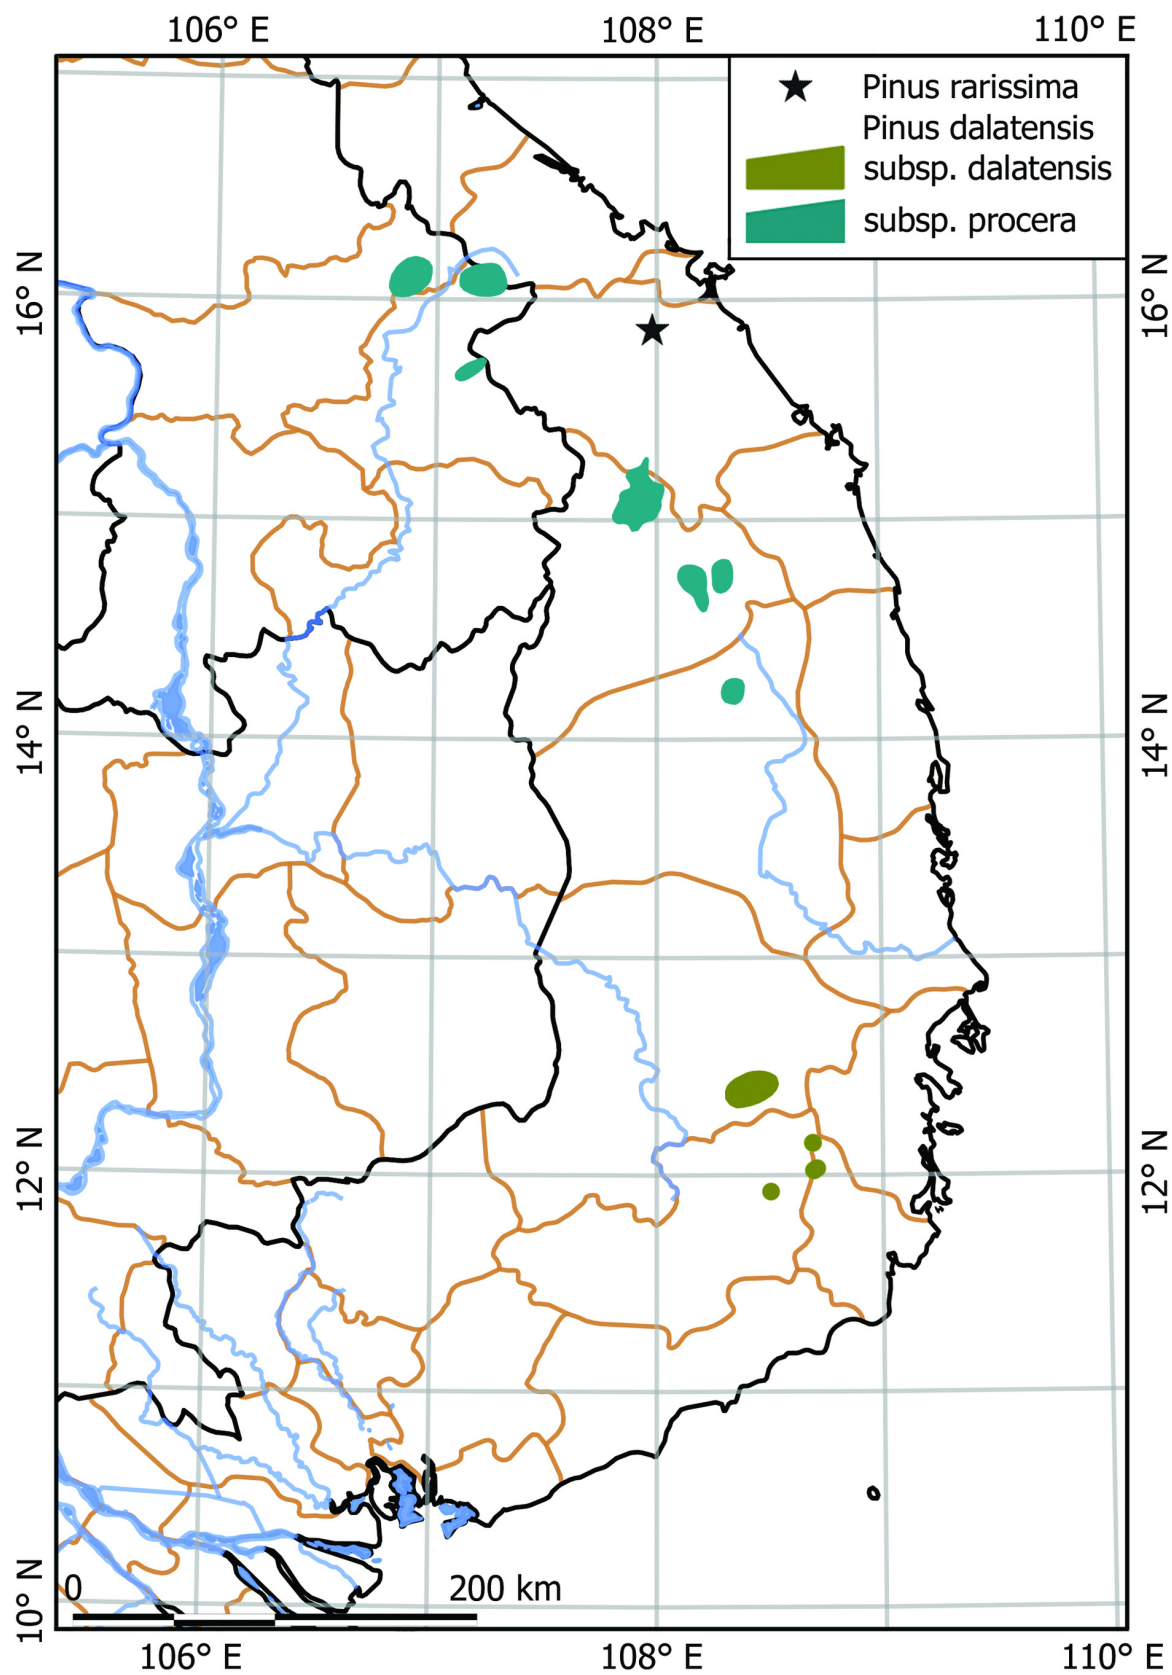 106° E 108° E 110° E
Pinus rarissima
Pinus dalatensis
subsp. dalatensis
subsp. procera
16° N 16° N
14° N 14° N
12° N 12° N
10° N
0 200 km
106° E 108° E 110° E